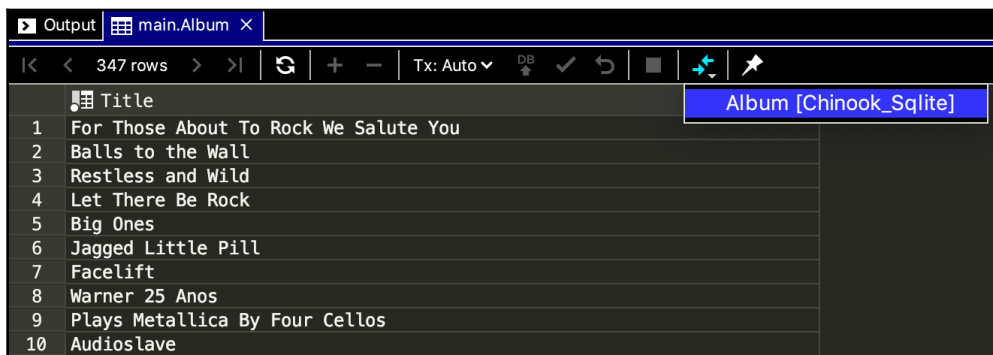 Output main.Album
347 rows Tx: Auto DB
Album [Chinook_Sqlite]
Title
1 For Those About To Rock We Salute You
2 Balls to the Wall
3 Restless and Wild
4 Let There Be Rock
5 Big Ones
6 Jagged Little Pill
7 Facelift
8 Warner 25 Anos
9 Plays Metallica By Four Cellos
10 Audioslave